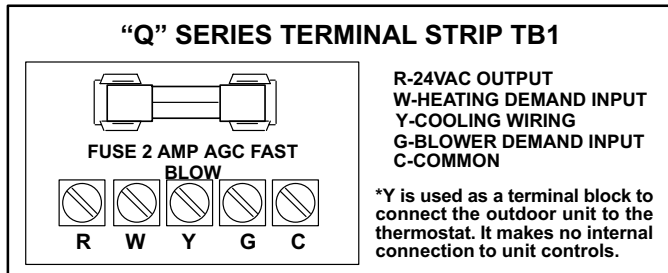 “Q” SERIES TERMINAL STRIP TB1
FUSE 2 AMP AGC FAST
BLOW
R W Y G C
R-24VAC OUTPUT
W-HEATING DEMAND INPUT
Y-COOLING WIRING
G-BLOWER DEMAND INPUT
C-COMMON
*Y is used as a terminal block to
connect the outdoor unit to the
thermostat. It makes no internal
connection to unit controls.